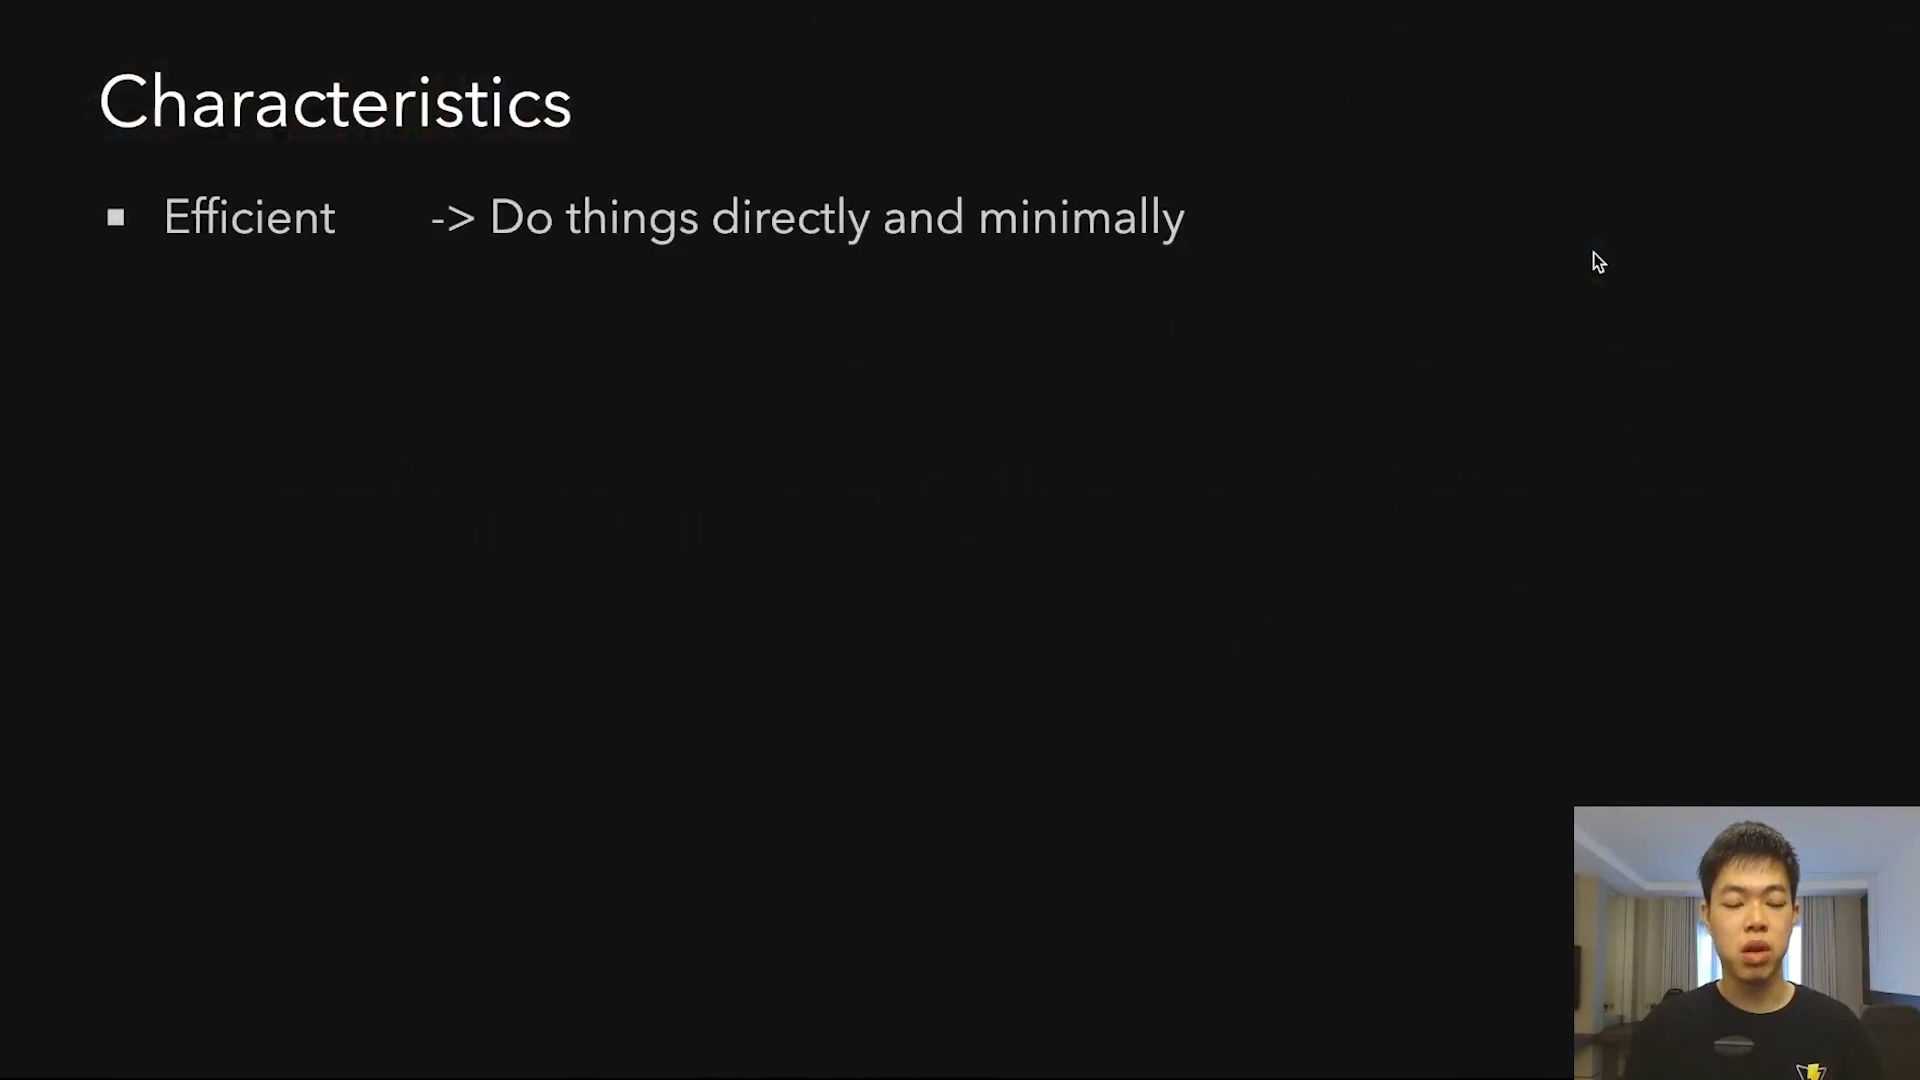 Characteristics
▪ Efficient -> Do things directly and minimally